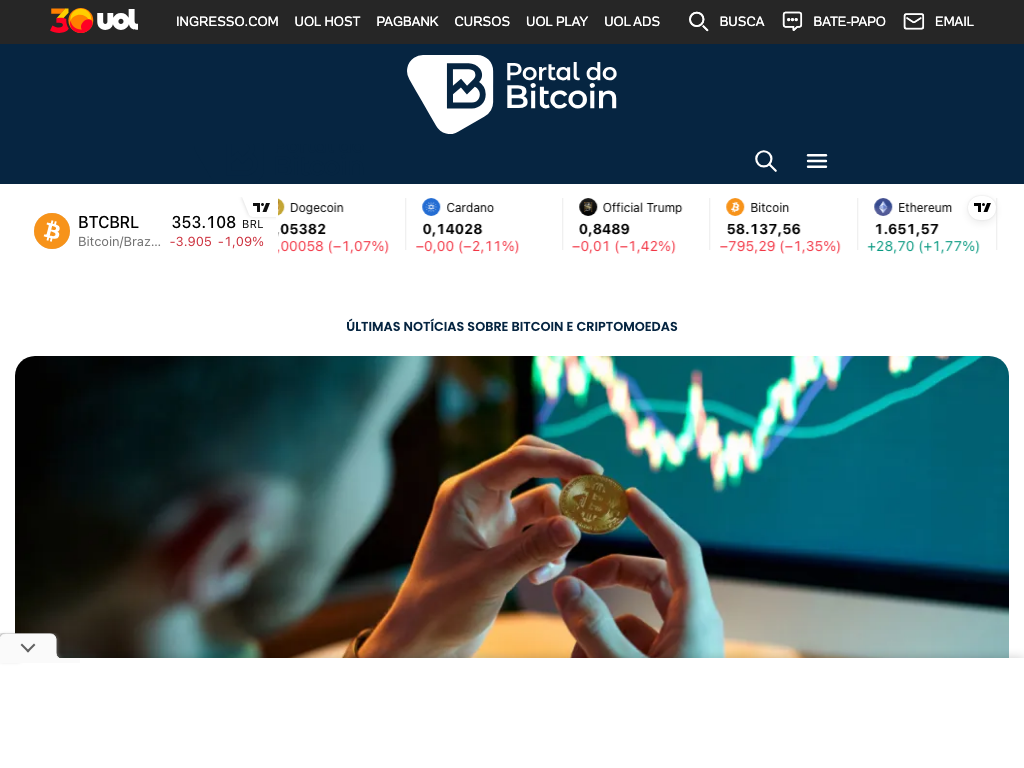 30 uol INGRESSO.COM UOL HOST PAGBANK CURSOS UOL PLAY UOL ADS BUSCA BATE-PAPO EMAIL
Portal do
Bitcoin
BTCBRL 353.108 BRL
Bitcoin/Braz... -3.905 -1,09%
Dogecoin
,05382
,00058 (−1,07%)
Cardano
0,14028
−0,00 (−2,11%)
Official Trump
0,8489
−0,01 (−1,42%)
Bitcoin
58.137,56
−795,29 (−1,35%)
Ethereum
1.651,57
+28,70 (+1,77%)
ÚLTIMAS NOTÍCIAS SOBRE BITCOIN E CRIPTOMOEDAS